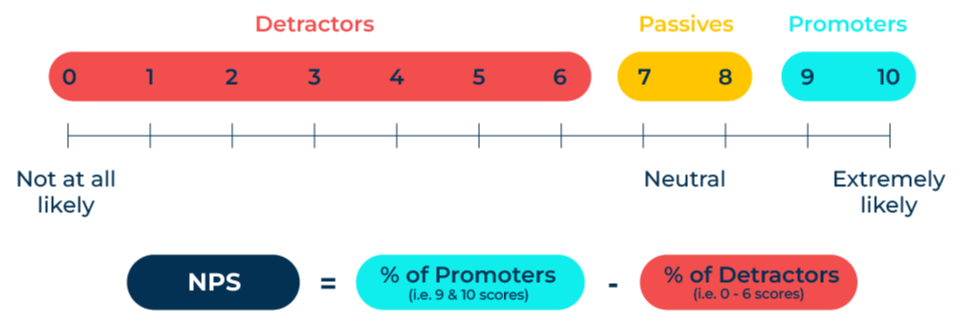 Detractors Passives Promoters
0 1 2 3 4 5 6 7 8 9 10
Not at all
likely
Neutral
Extremely
likely
NPS = % of Promoters - % of Detractors
(i.e. 9 & 10 scores) (i.e. 0 - 6 scores)